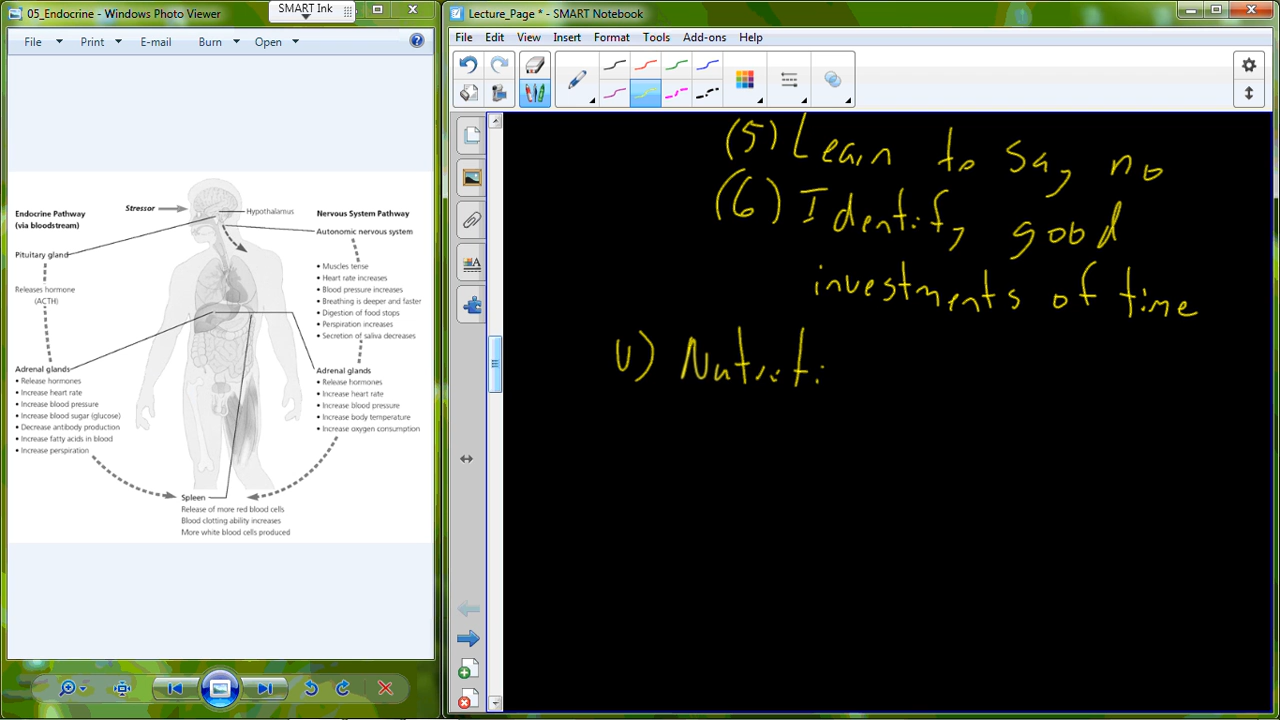 05_Endocrine - Windows Photo Viewer
SMART Ink
File
Print
E-mail
Burn
Open
Stressor
Hypothalamus
Endocrine Pathway
(via bloodstream)
Nervous System Pathway
Autonomic nervous system
Pituitary gland
Releases hormone
(ACTH)
• Muscles tense
• Heart rate increases
• Blood pressure increases
• Breathing is deeper and faster
• Digestion of food stops
• Perspiration increases
• Secretion of saliva decreases
Adrenal glands
• Release hormones
• Increase heart rate
• Increase blood pressure
• Increase blood sugar (glucose)
• Decrease antibody production
• Increase fatty acids in blood
• Increase perspiration
Adrenal glands
• Release hormones
• Increase heart rate
• Increase blood pressure
• Increase body temperature
• Increase oxygen consumption
Spleen
Release of more red blood cells
Blood clotting ability increases
More white blood cells produced
Lecture_Page * - SMART Notebook
File Edit View Insert Format Tools Add-ons Help
(5) Learn to say no
(6) Identify good
investments of time
U) Nutriti